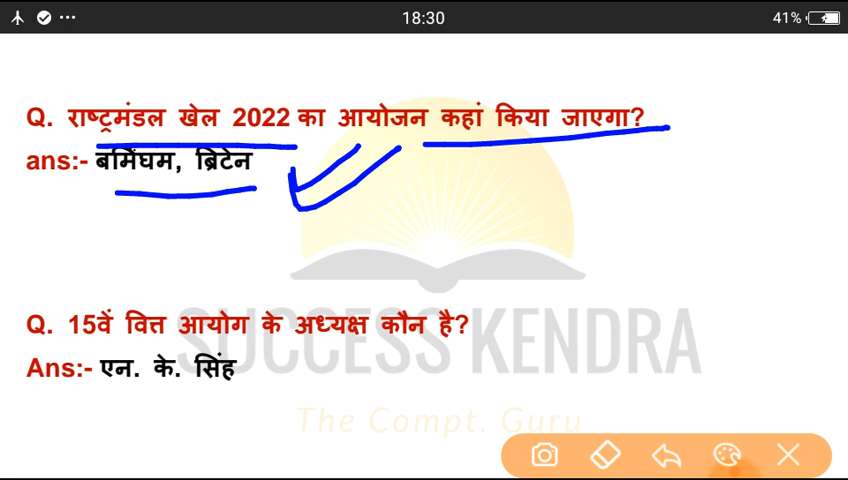 18:30
41%
Q. राष्ट्रमंडल खेल 2022 का आयोजन कहां किया जाएगा?
ans:- बर्मिंघम, ब्रिटेन
Q. 15वें वित्त आयोग के अध्यक्ष कौन है?
SUCCESS KENDRA
Ans:- एन. के. सिंह
The Compt. Guru